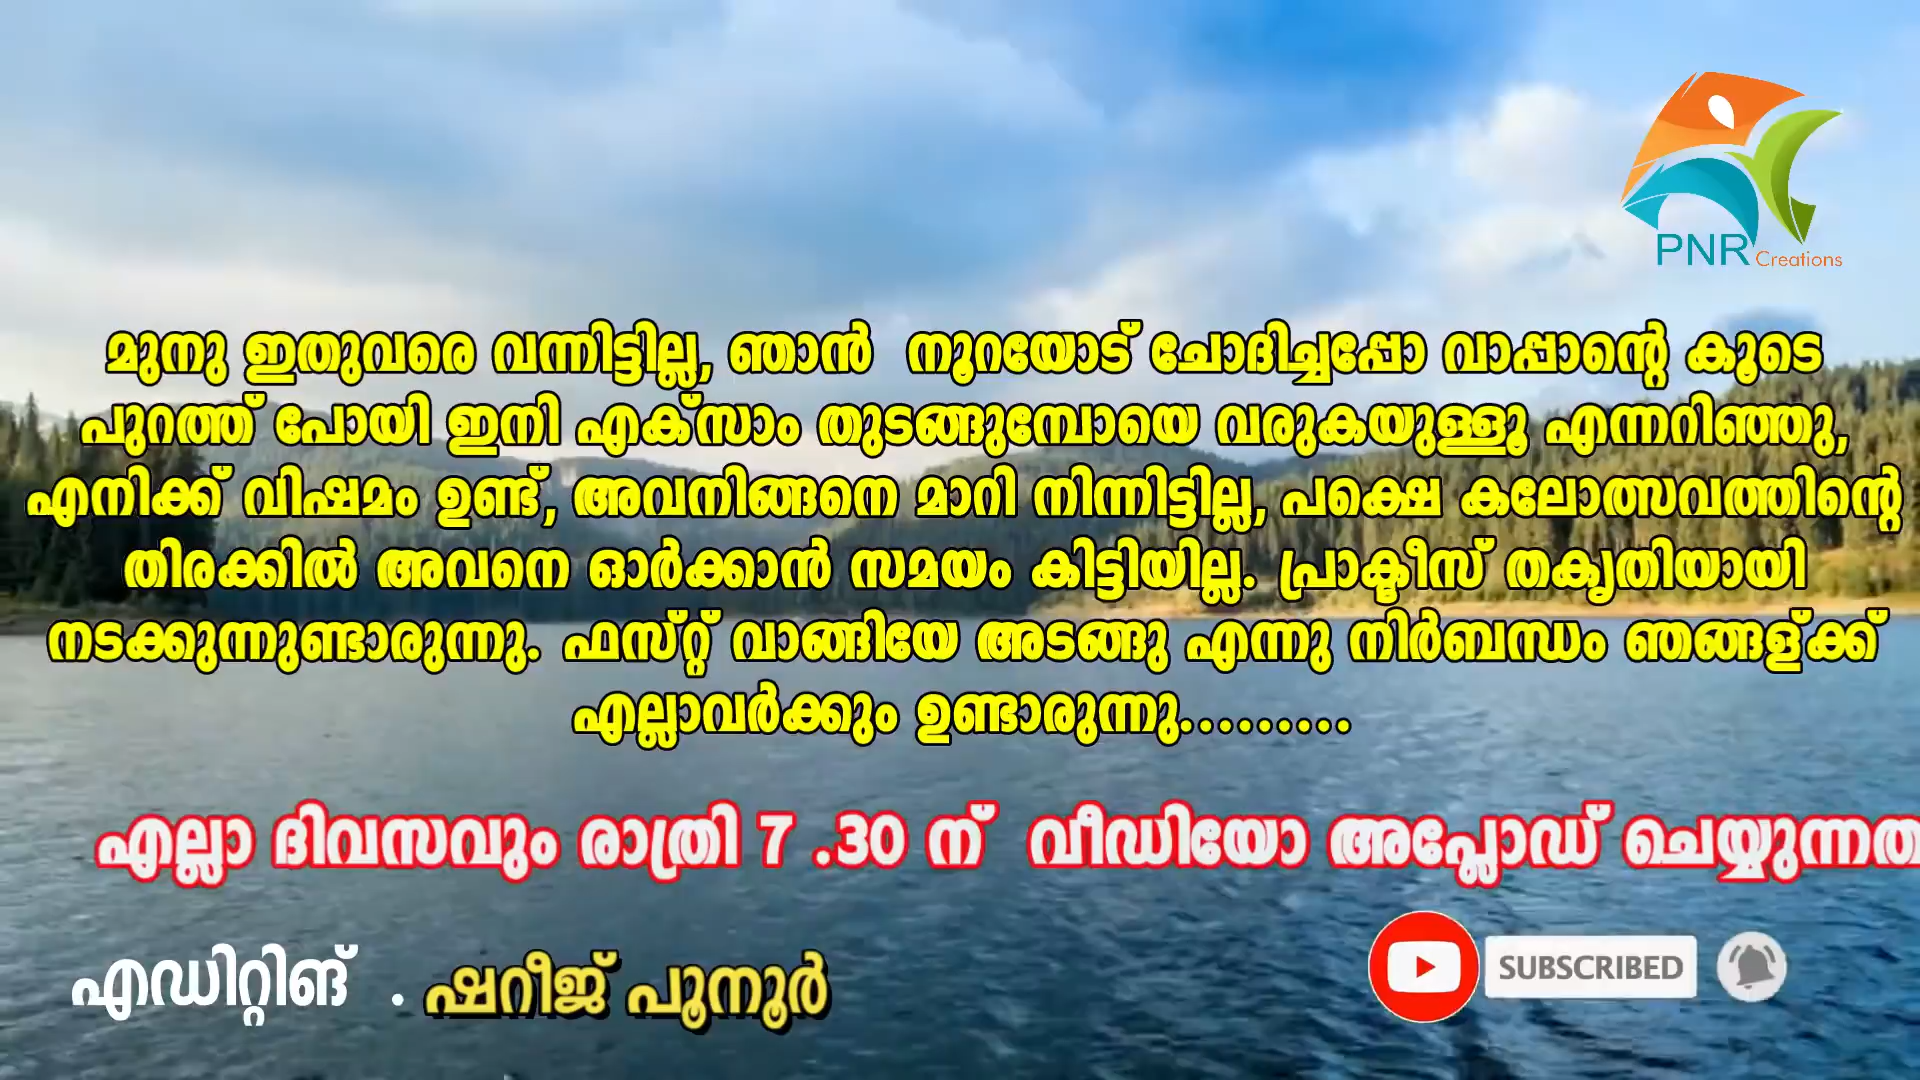 PNR Creations
മുനു ഇതുവരെ വന്നിട്ടില്ല, ഞാൻ നൂറയോട് ചോദിച്ചപ്പോ വാപ്പാന്റെ കൂടെ
പുറത്ത് പോയി ഇനി എക്സാം തുടങ്ങുമ്പോയെ വരുകയുള്ളൂ എന്നറിഞ്ഞു,
എനിക്ക് വിഷമം ഉണ്ട്, അവനിങ്ങനെ മാറി നിന്നിട്ടില്ല, പക്ഷെ കലോത്സവത്തിന്റെ
തിരക്കിൽ അവനെ ഓർക്കാൻ സമയം കിട്ടിയില്ല. പ്രാക്ടീസ് തകൃതിയായി
നടക്കുന്നുണ്ടാരുന്നു. ഫസ്റ്റ് വാങ്ങിയേ അടങ്ങു എന്നു നിർബന്ധം ഞങ്ങള്ക്ക്
എല്ലാവർക്കും ഉണ്ടാരുന്നു.........
എല്ലാ ദിവസവും രാത്രി 7 .30 ന് വീഡിയോ അപ്ലോഡ് ചെയ്യുന്നത
എഡിറ്റിങ് . ഷറീജ് പൂനൂർ
SUBSCRIBED